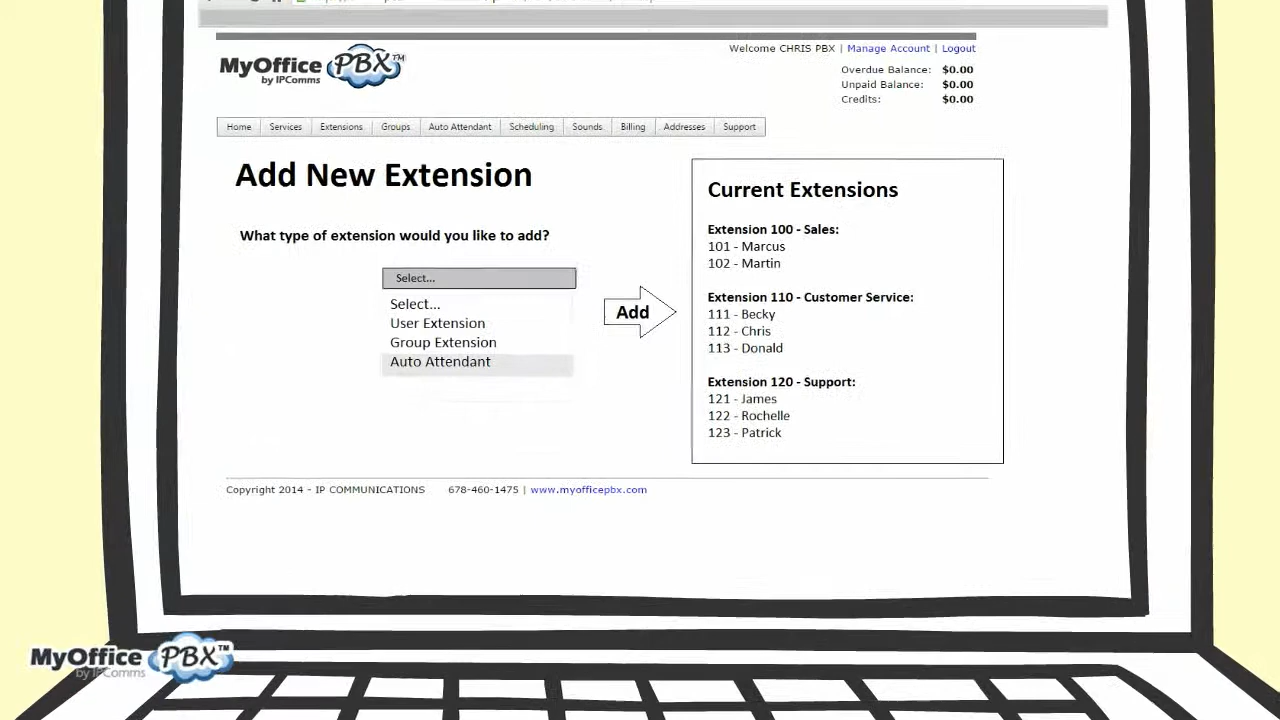 MyOffice PBX™
by IPComms
Welcome CHRIS PBX | Manage Account | Logout
Overdue Balance: $0.00
Unpaid Balance: $0.00
Credits: $0.00
Home Services Extensions Groups Auto Attendant Scheduling Sounds Billing Addresses Support
Add New Extension
What type of extension would you like to add?
Select...
Select...
User Extension
Group Extension
Auto Attendant
Add
Current Extensions
Extension 100 - Sales:
101 - Marcus
102 - Martin
Extension 110 - Customer Service:
111 - Becky
112 - Chris
113 - Donald
Extension 120 - Support:
121 - James
122 - Rochelle
123 - Patrick
Copyright 2014 - IP COMMUNICATIONS 678-460-1475 | www.myofficepbx.com
MyOffice PBX™
by IPComms